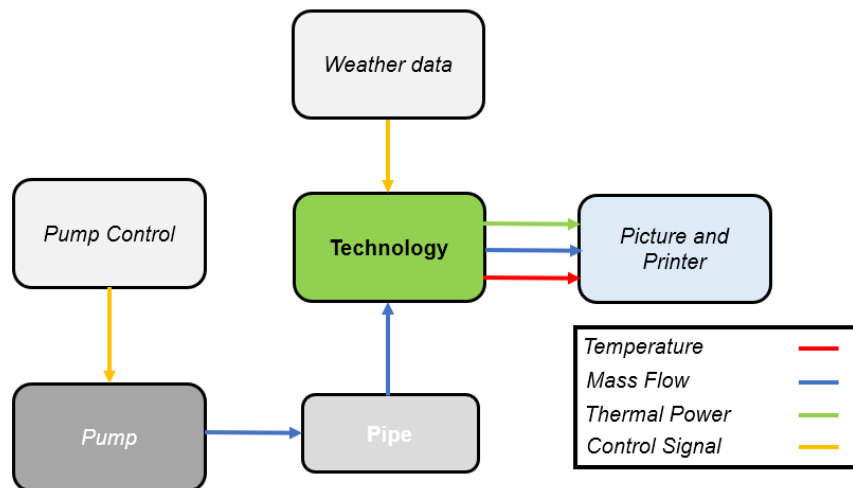 Weather data
Pump Control
Technology
Picture and
Printer
Pump
Pipe
Temperature
Mass Flow
Thermal Power
Control Signal